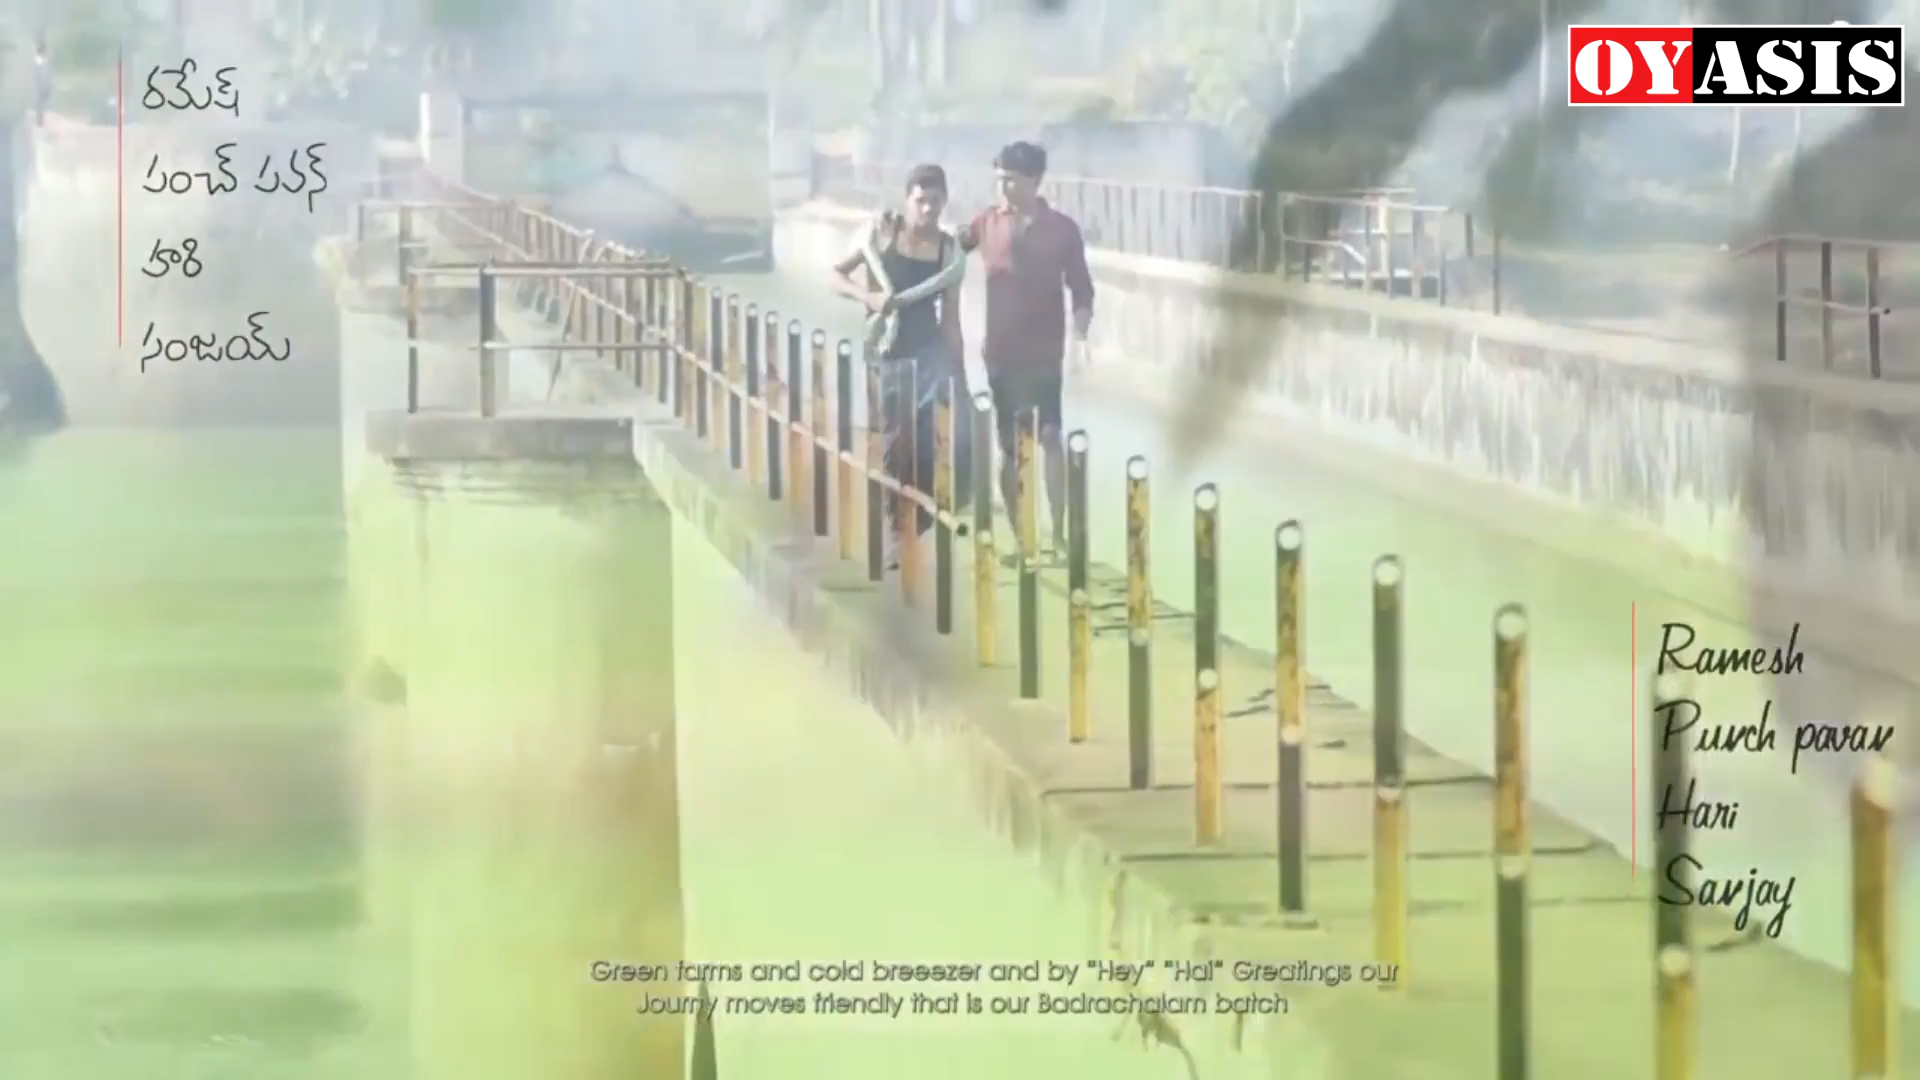 OYASIS
రమేష్
పంచ్ పవన్
హరి
సంజయ్
Ramesh
Punch pavan
Hari
Sanjay
Green farms and cold breeezer and by "Hey" "Hai" Greatings our
Journy moves friendly that is our Badrachalam batch